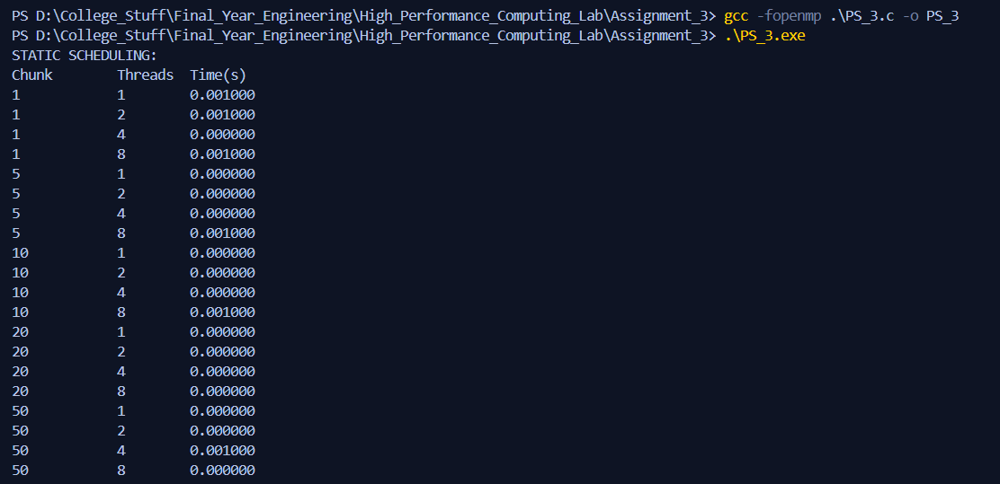 PS D:\College_Stuff\Final_Year_Engineering\High_Performance_Computing_Lab\Assignment_3> gcc -fopenmp .\PS_3.c -o PS_3
PS D:\College_Stuff\Final_Year_Engineering\High_Performance_Computing_Lab\Assignment_3> .\PS_3.exe
STATIC SCHEDULING:
Chunk Threads Time(s)
1 1 0.001000
1 2 0.001000
1 4 0.000000
1 8 0.001000
5 1 0.000000
5 2 0.000000
5 4 0.000000
5 8 0.001000
10 1 0.000000
10 2 0.000000
10 4 0.000000
10 8 0.001000
20 1 0.000000
20 2 0.000000
20 4 0.000000
20 8 0.000000
50 1 0.000000
50 2 0.000000
50 4 0.001000
50 8 0.000000